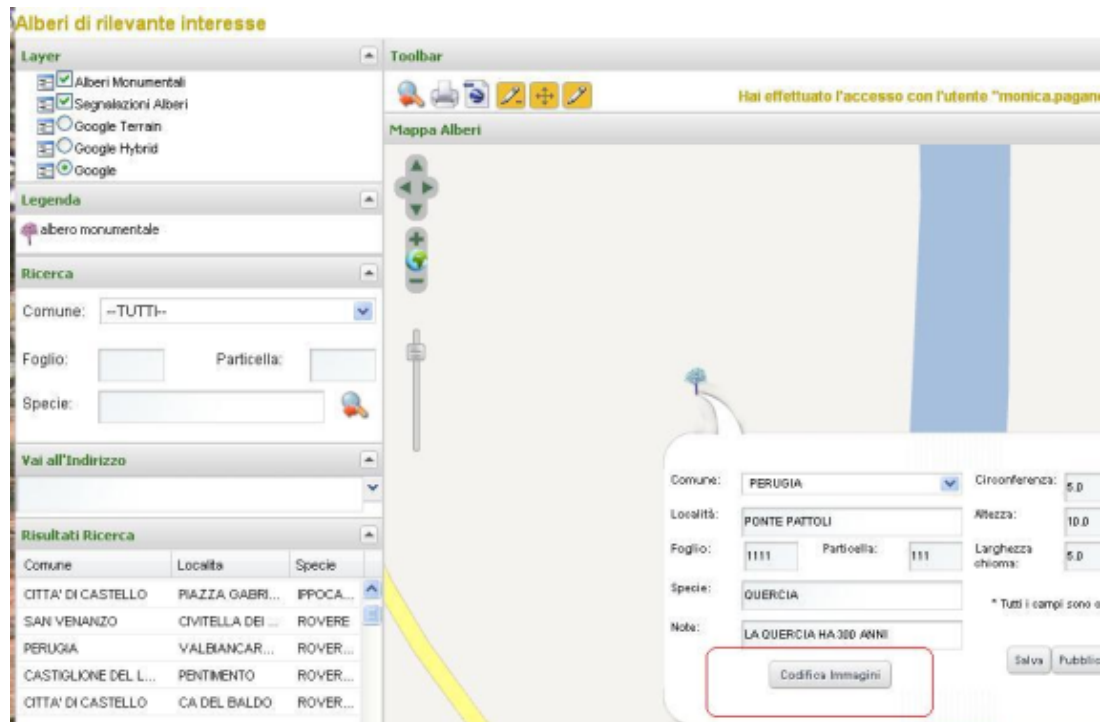 Alberi di rilevante interesse
Layer
Alberi Monumentali
Segnalazioni Alberi
Google Terrain
Google Hybrid
Google
Legenda
albero monumentale
Ricerca
Comune: --TUTTI--
Foglio: Particella:
Specie:
Vai all'Indirizzo
Risultati Ricerca
Comune Localita Specie
CITTA' DI CASTELLO PIAZZA GABRI... IPPOCA...
SAN VENANZO CIVITELLA DEI ... ROVERE
PERUGIA VALBIANCAR... ROVER...
CASTIGLIONE DEL L... PENTIMENTO ROVER...
CITTA' DI CASTELLO CA DEL BALDO ROVER...
Toolbar
Hai effettuato l'accesso con l'utente "monica.pagan
Mappa Alberi
Comune: PERUGIA Circonferenza: 5.0
Località: PONTE PATTOLI Altezza: 10.0
Foglio: 1111 Particella: 111 Larghezza chioma: 5.0
Specie: QUERCIA
* Tutti i campi sono
Note: LA QUERCIA HA 300 ANNI
Salva Pubblic
Codifica Immagini